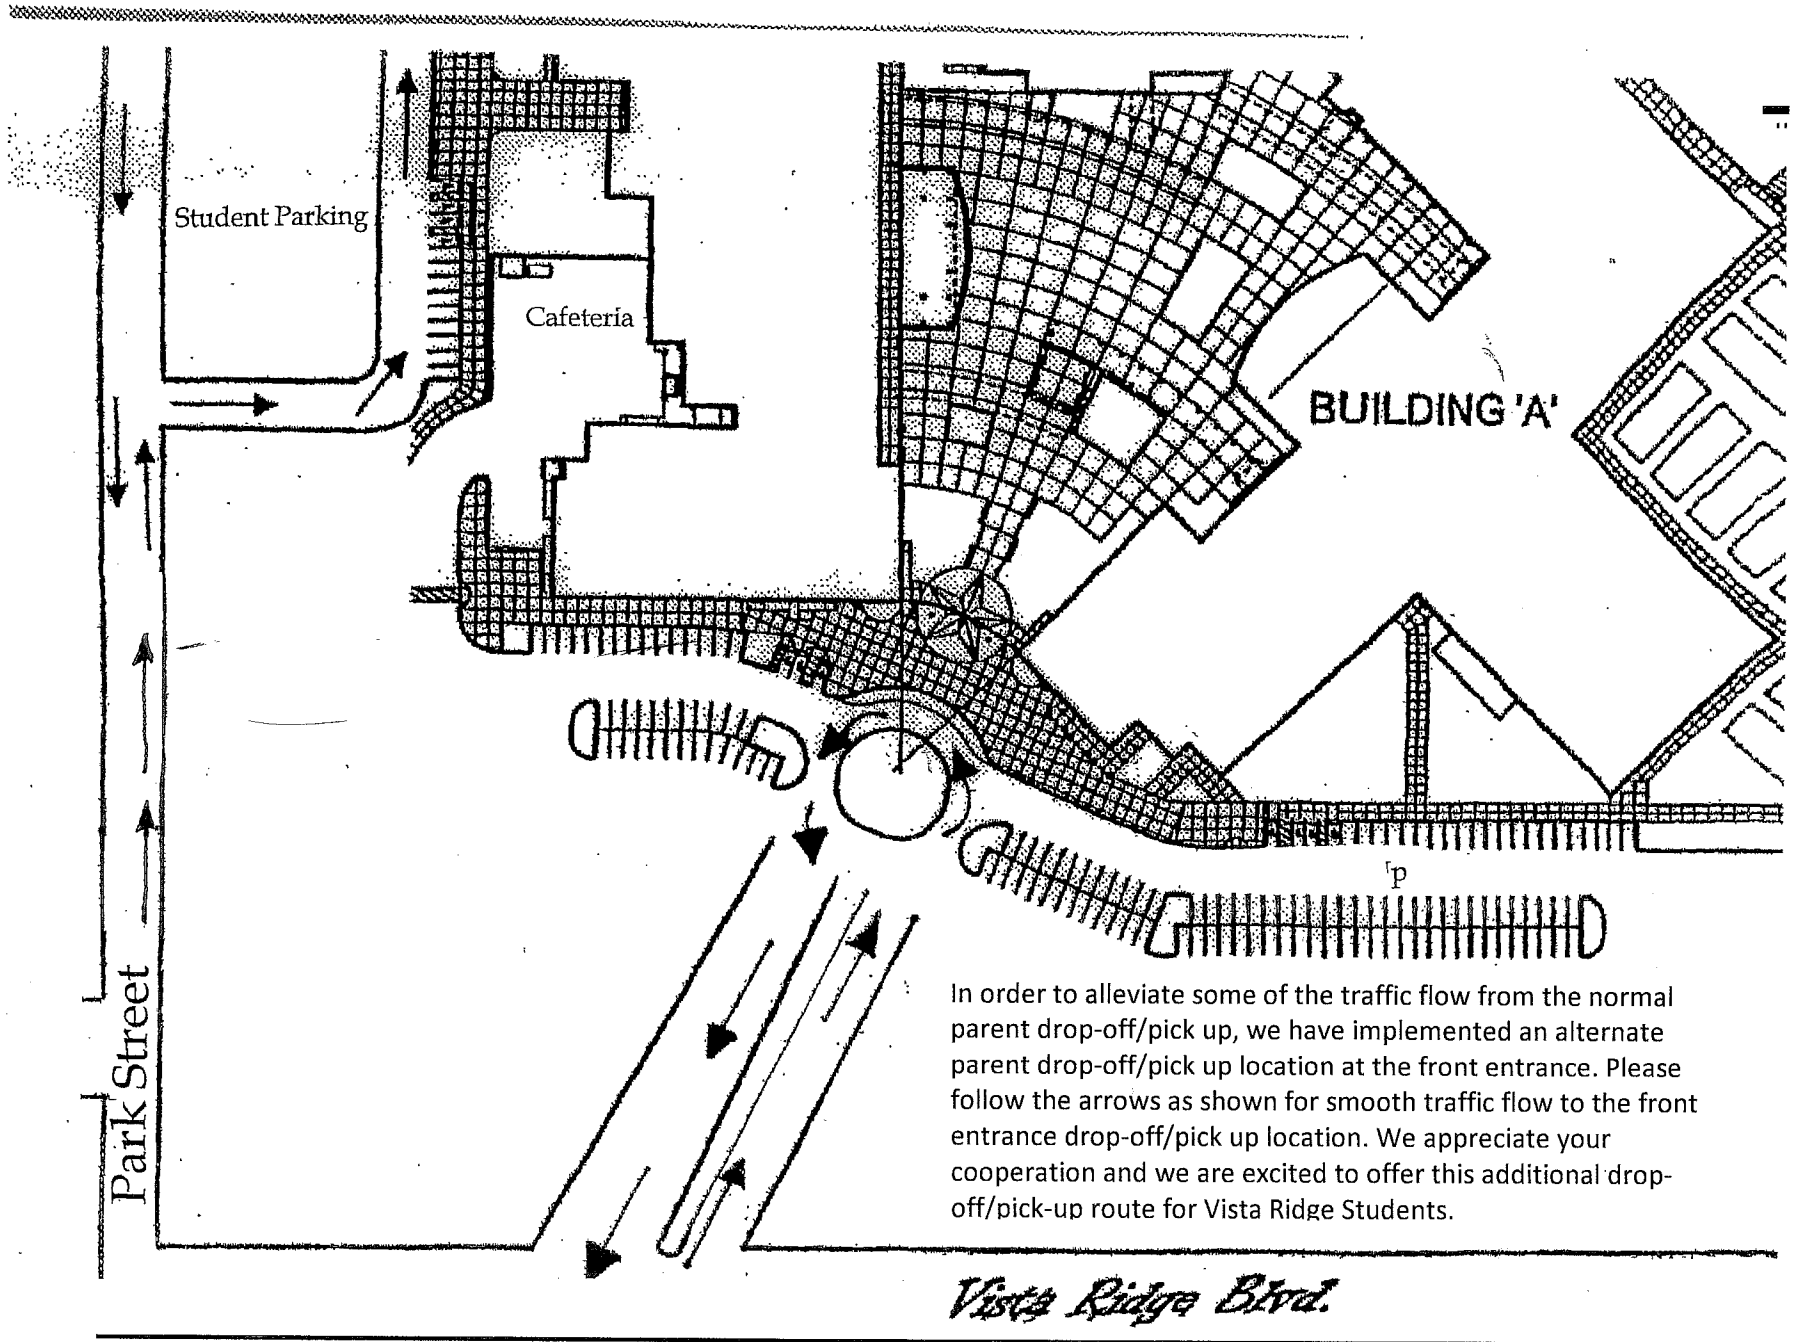 Student Parking
Cafeteria
BUILDING 'A'
'p
Park Street
In order to alleviate some of the traffic flow from the normal
parent drop-off/pick up, we have implemented an alternate
parent drop-off/pick up location at the front entrance. Please
follow the arrows as shown for smooth traffic flow to the front
entrance drop-off/pick up location. We appreciate your
cooperation and we are excited to offer this additional drop-
off/pick-up route for Vista Ridge Students.
Vista Ridge Blvd.